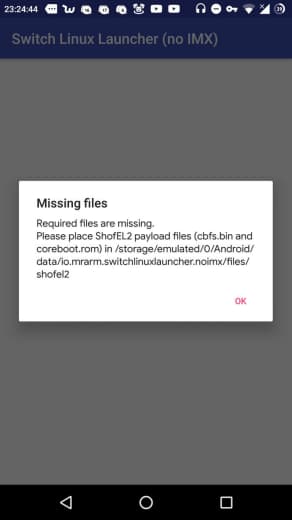 23:24:44
Switch Linux Launcher (no IMX)
Missing files
Required files are missing.
Please place ShofEL2 payload files (cbfs.bin and
coreboot.rom) in /storage/emulated/0/Android/
data/io.mrarm.switchlinuxlauncher.noimx/files/
shofel2
OK